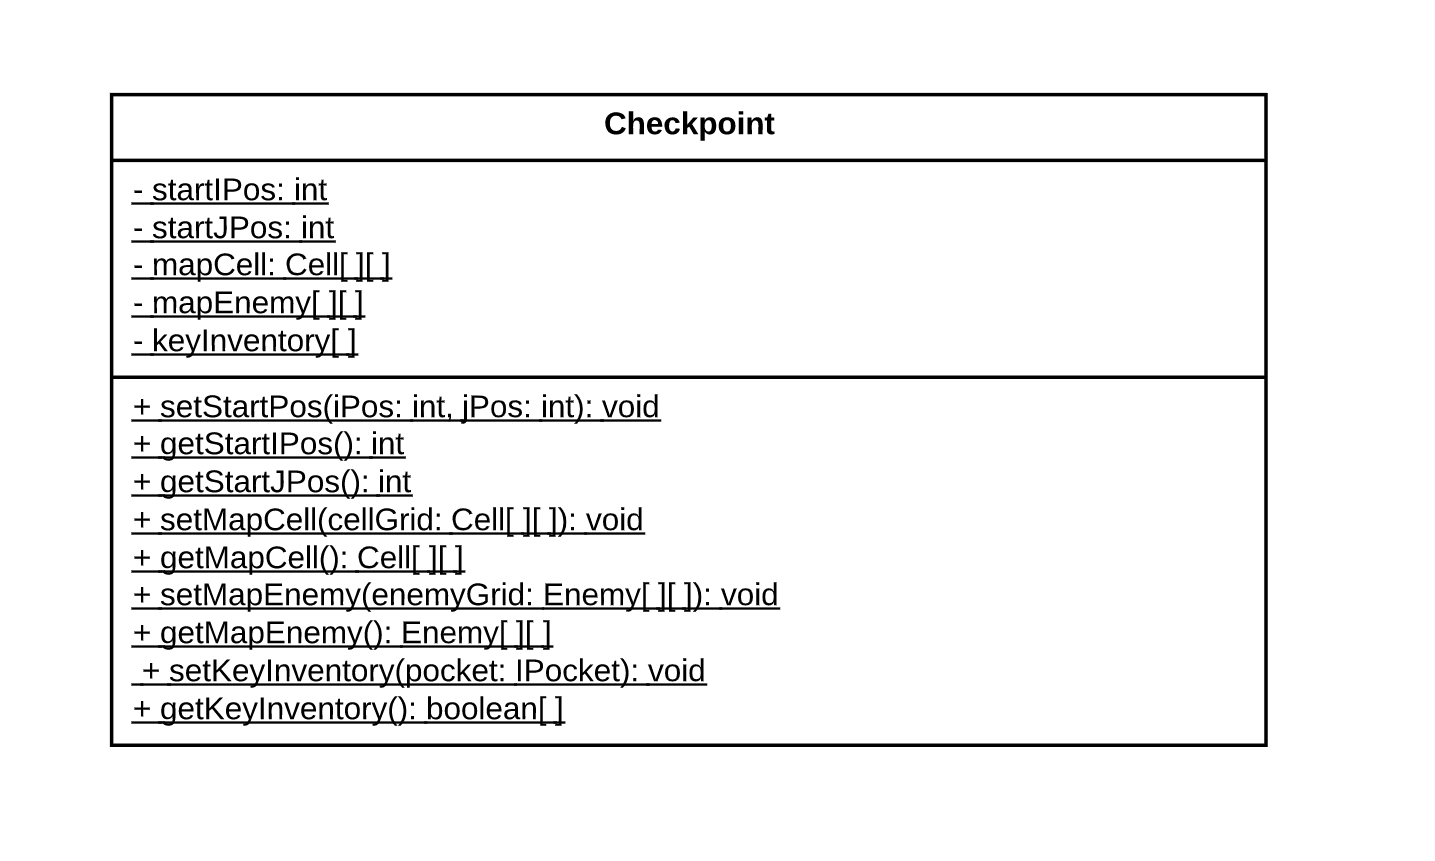 Checkpoint
- startIPos: int
- startJPos: int
- mapCell: Cell[ ][ ]
- mapEnemy[ ][ ]
- keyInventory[ ]
+ setStartPos(iPos: int, jPos: int): void
+ getStartIPos(): int
+ getStartJPos(): int
+ setMapCell(cellGrid: Cell[ ][ ]): void
+ getMapCell(): Cell[ ][ ]
+ setMapEnemy(enemyGrid: Enemy[ ][ ]): void
+ getMapEnemy(): Enemy[ ][ ]
+ setKeyInventory(pocket: IPocket): void
+ getKeyInventory(): boolean[ ]